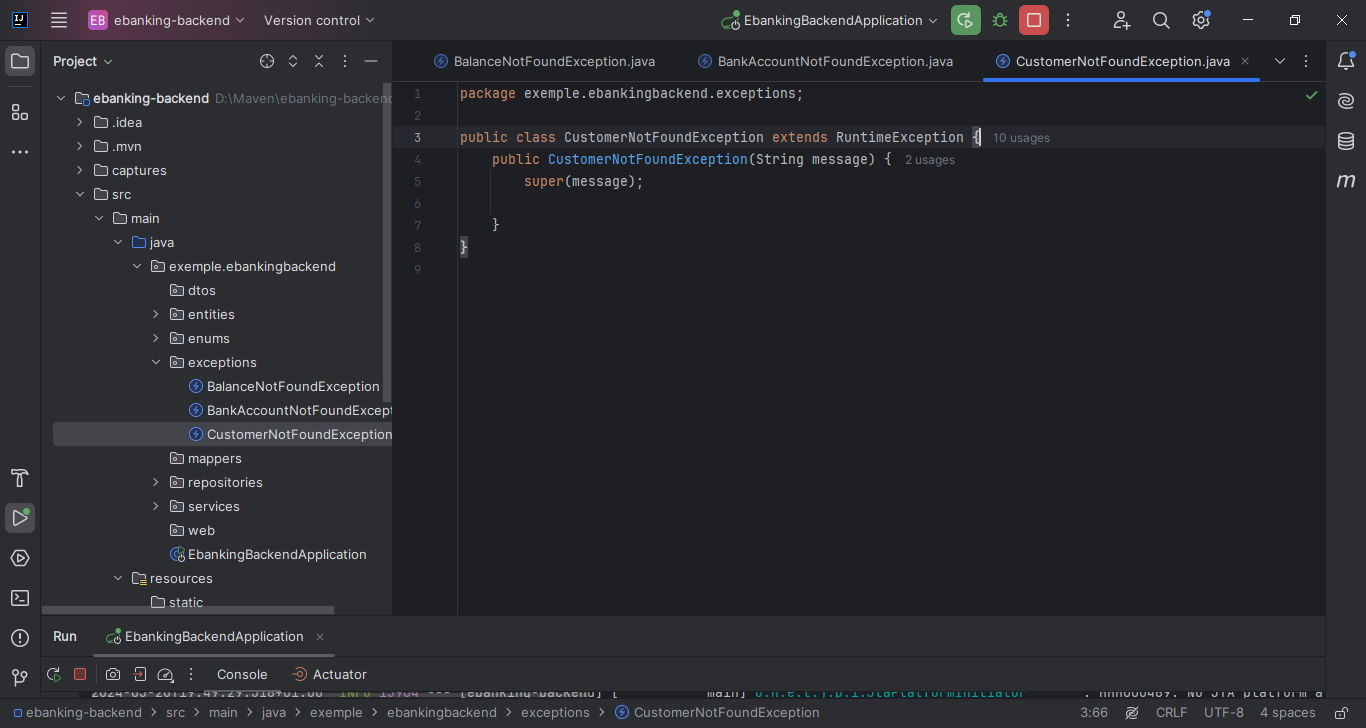 EB ebanking-backend Version control EbankingBackendApplication
Project
BalanceNotFoundException.java BankAccountNotFoundException.java CustomerNotFoundException.java
ebanking-backend D:\Maven\ebanking-backend
.idea
.mvn
captures
src
main
java
exemple.ebankingbackend
dtos
entities
enums
exceptions
BalanceNotFoundException
BankAccountNotFoundExcept
CustomerNotFoundException
mappers
repositories
services
web
EbankingBackendApplication
resources
static
1 package exemple.ebankingbackend.exceptions;
2
3 public class CustomerNotFoundException extends RuntimeException { 10 usages
4 public CustomerNotFoundException(String message) { 2 usages
5 super(message);
6
7 }
8 }
9
Run EbankingBackendApplication
Console Actuator
ebanking-backend > src > main > java > exemple > ebankingbackend > exceptions > CustomerNotFoundException 3:66 CRLF UTF-8 4 spaces